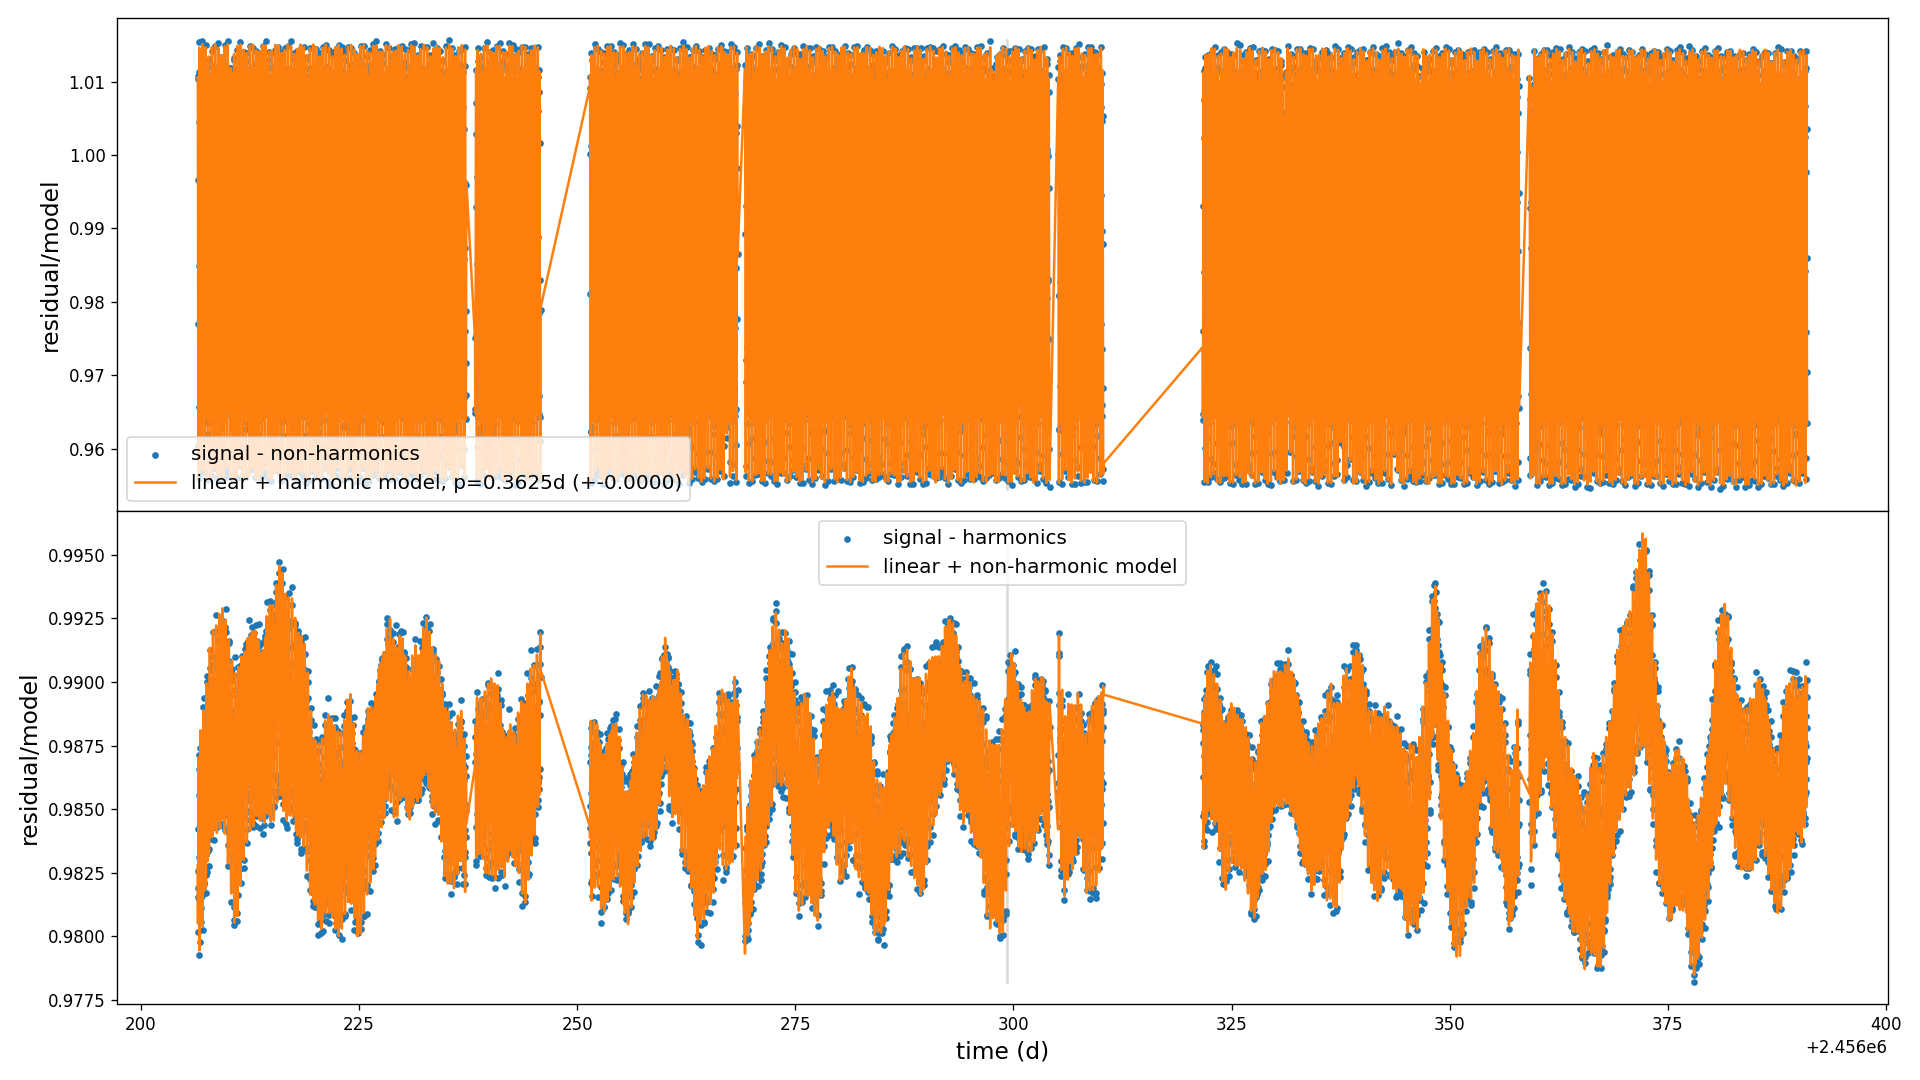 residual/model
1.01
1.00
0.99
0.98
0.97
0.96
signal - non-harmonics
linear + harmonic model, p=0.3625d (+-0.0000)
residual/model
0.9950
0.9925
0.9900
0.9875
0.9850
0.9825
0.9800
0.9775
signal - harmonics
linear + non-harmonic model
200 225 250 275 300 325 350 375 400
time (d)
+2.456e6